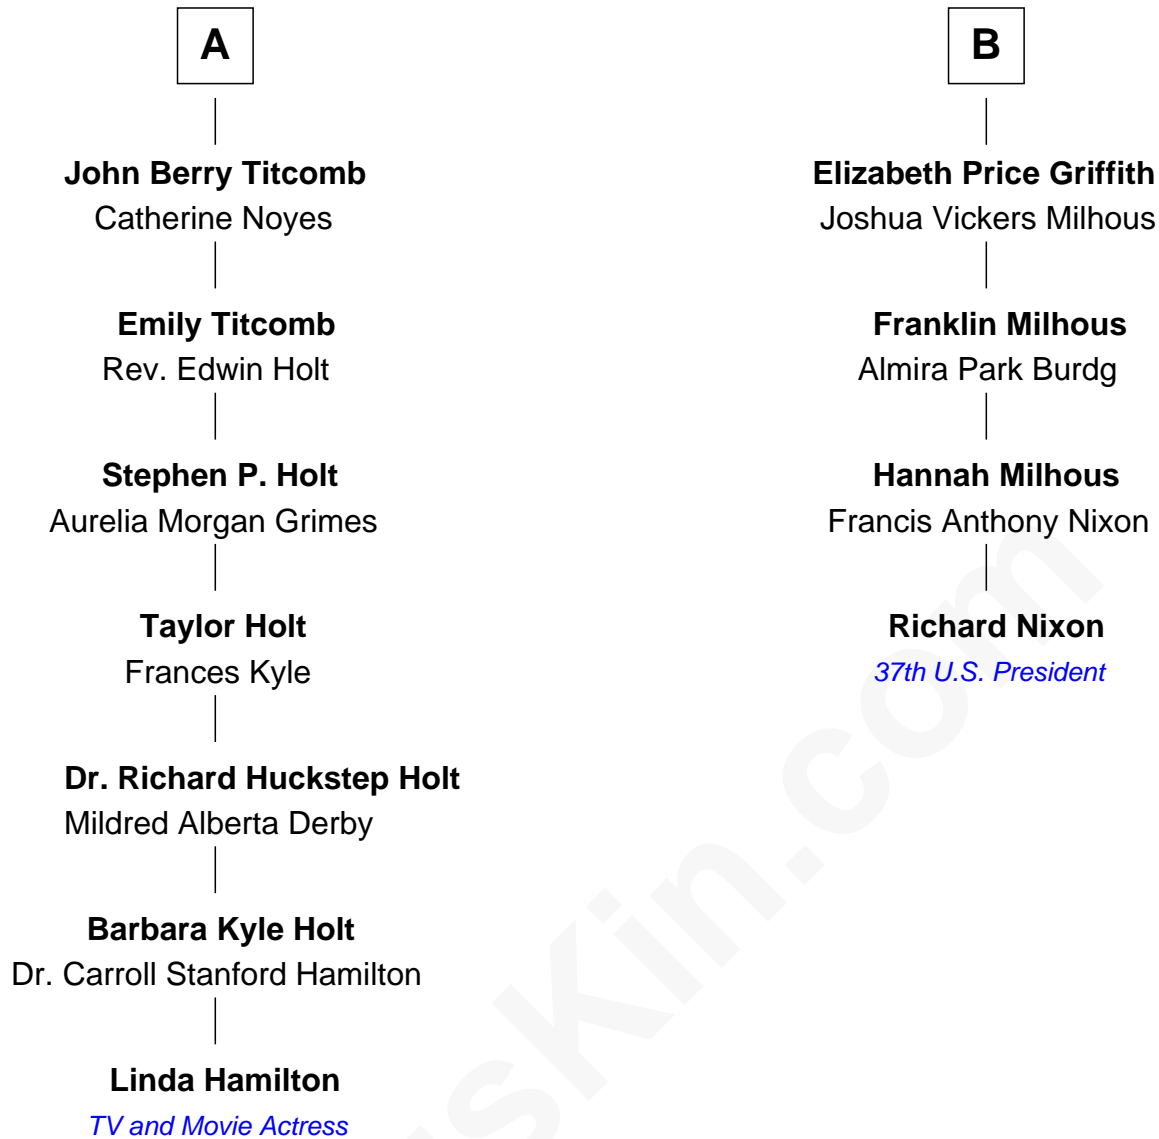 A
John Berry Titcomb
Catherine Noyes
Emily Titcomb
Rev. Edwin Holt
Stephen P. Holt
Aurelia Morgan Grimes
Taylor Holt
Frances Kyle
Dr. Richard Huckstep Holt
Mildred Alberta Derby
Barbara Kyle Holt
Dr. Carroll Stanford Hamilton
Linda Hamilton
TV and Movie Actress
B
Elizabeth Price Griffith
Joshua Vickers Milhous
Franklin Milhous
Almira Park Burdg
Hannah Milhous
Francis Anthony Nixon
Richard Nixon
37th U.S. President
sKin.com